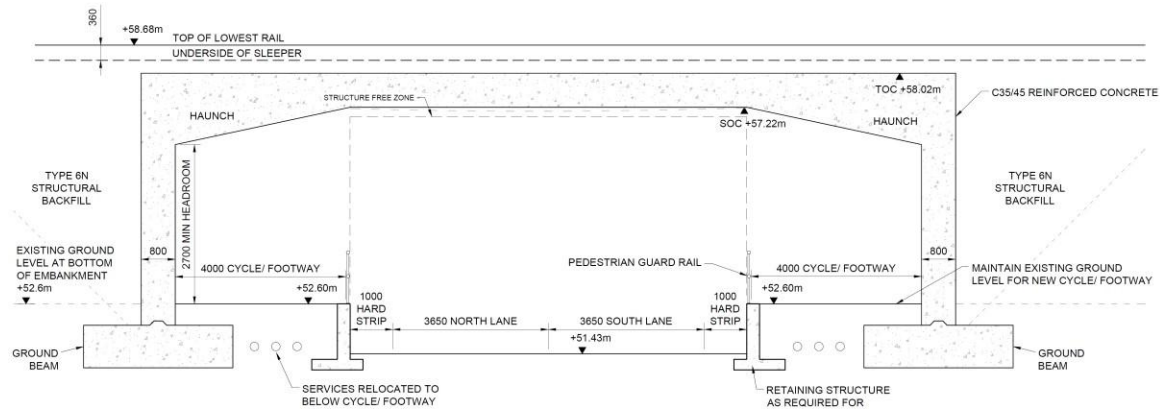 360
+58.68m
TOP OF LOWEST RAIL
UNDERSIDE OF SLEEPER
STRUCTURE FREE ZONE
TOC +58.02m
C35/45 REINFORCED CONCRETE
HAUNCH
SOC +57.22m
HAUNCH
TYPE 6N
STRUCTURAL
BACKFILL
2700 MIN HEADROOM
TYPE 6N
STRUCTURAL
BACKFILL
EXISTING GROUND
LEVEL AT BOTTOM
OF EMBANKMENT
+52.6m
800
4000 CYCLE/ FOOTWAY
+52.60m
PEDESTRIAN GUARD RAIL
4000 CYCLE/ FOOTWAY
+52.60m
800
MAINTAIN EXISTING GROUND
LEVEL FOR NEW CYCLE/ FOOTWAY
1000
HARD
STRIP
3650 NORTH LANE
3650 SOUTH LANE
1000
HARD
STRIP
+51.43m
GROUND
BEAM
SERVICES RELOCATED TO
BELOW CYCLE/ FOOTWAY
RETAINING STRUCTURE
AS REQUIRED FOR
GROUND
BEAM